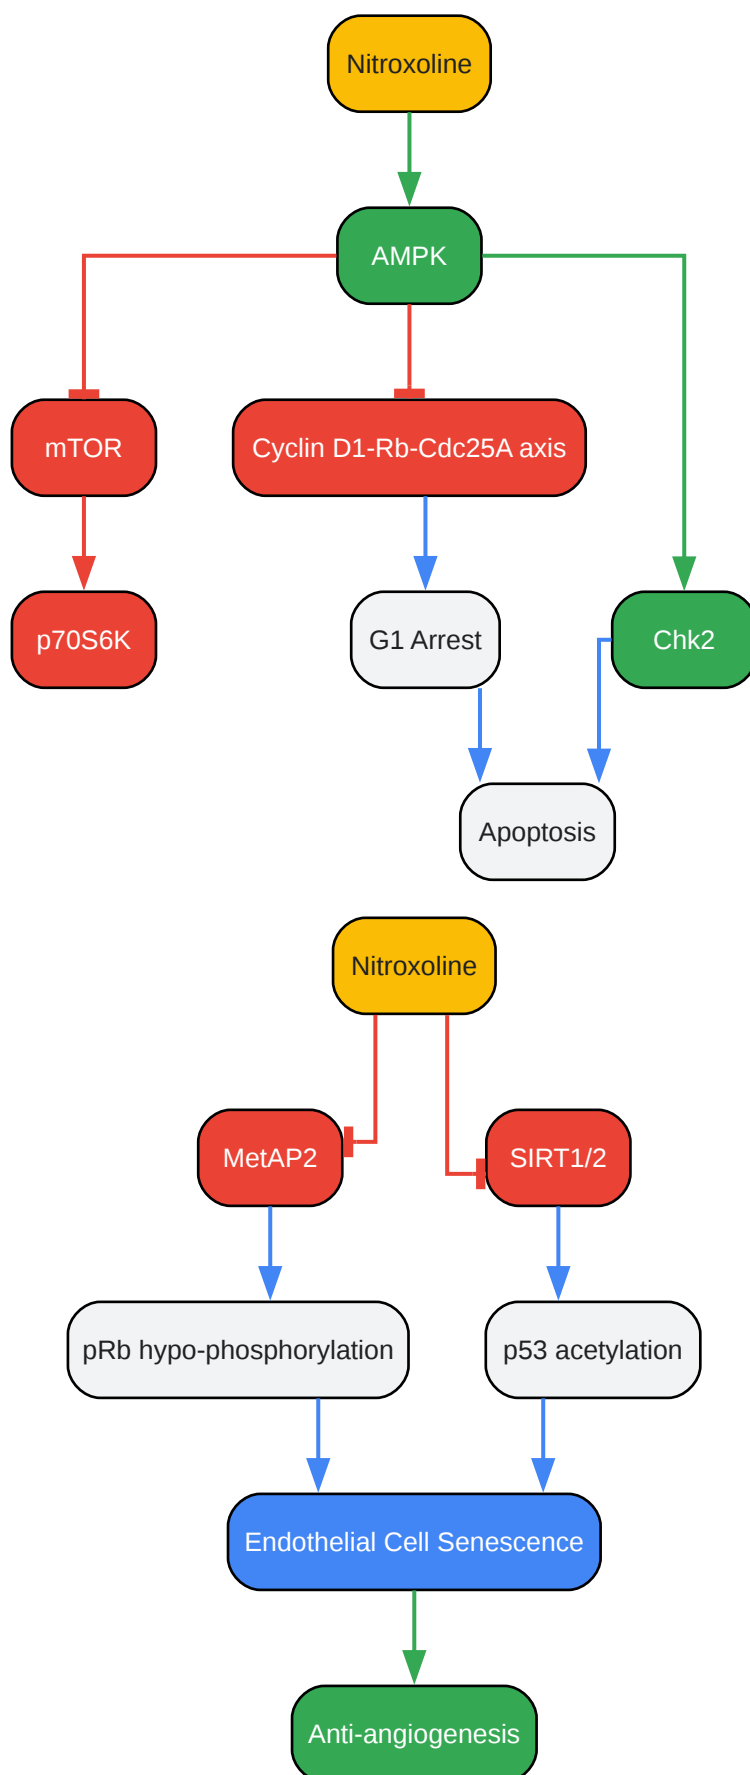 Nitroxoline
AMPK
mTOR
Cyclin D1-Rb-Cdc25A axis
p70S6K
G1 Arrest
Chk2
Apoptosis
Nitroxoline
MetAP2
SIRT1/2
pRb hypo-phosphorylation
p53 acetylation
Endothelial Cell Senescence
Anti-angiogenesis